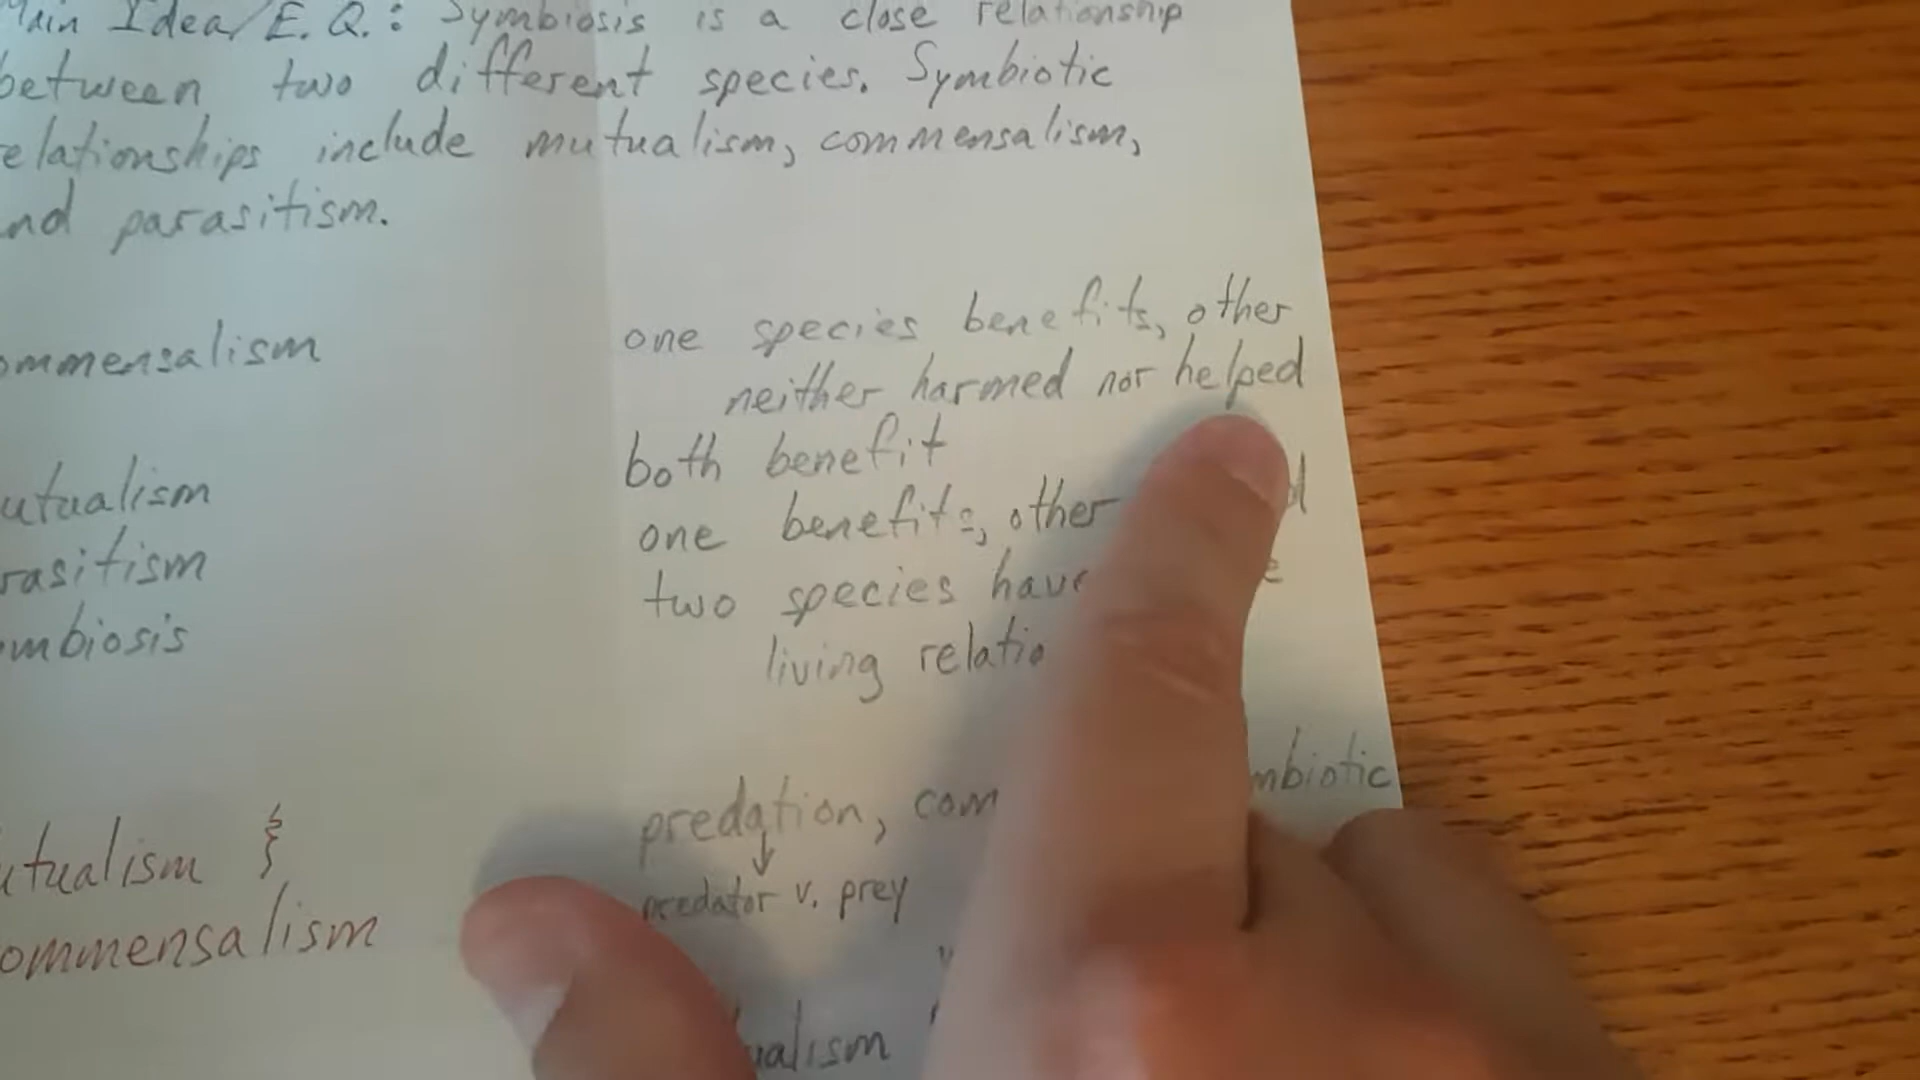 Main Idea/E.Q.: Symbiosis is a close relationship
between two different species. Symbiotic
elationships include mutualism, commensalism,
nd parasitism.
ommensalism one species benefits, other
neither harmed nor helped
both benefit
utualism
one benefits, other
rasitism
two species have
mbiosis
living relatio
predation, com mbiotic
utualism &
predator v. prey
ommensalism
ualism